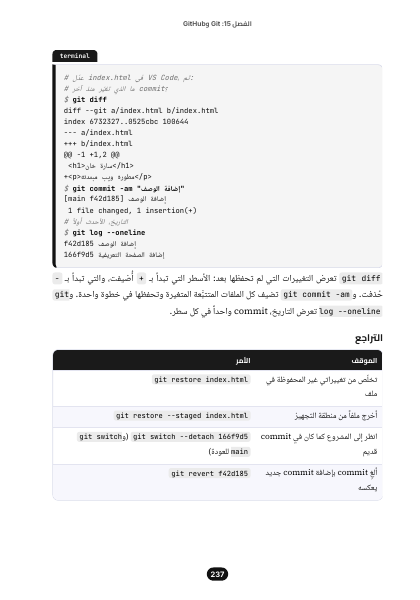 الفصل 15: Git وGitHub
terminal
# عدّل index.html في VS Code، ثم:
# ما الذي تغيّر منذ آخر commit؟
$ git diff
diff --git a/index.html b/index.html
index 6732327..0525cbc 100644
--- a/index.html
+++ b/index.html
@@ -1 +1,2 @@
<h1>سارة خان</h1>
+<p>مطورة ويب مبتدئة</p>
$ git commit -am "إضافة الوصف"
[main f42d185] إضافة الوصف
1 file changed, 1 insertion(+)
# التاريخ، الأحدث أولًا
$ git log --oneline
f42d185 إضافة الوصف
166f9d5 إضافة الصفحة التعريفية
git diff تعرض التغييرات التي لم تحفظها بعد: الأسطر التي تبدأ بـ + أُضيفت، والتي تبدأ بـ -
حُذفت. و git commit -am تضيف كل الملفات المتتبَّعة المتغيرة وتحفظها في خطوة واحدة. وgit
log --oneline تعرض التاريخ، commit واحداً في كل سطر.
التراجع
الموقف الأمر
تخلّص من تغييراتي غير المحفوظة في git restore index.html
ملف
أخرج ملفاً من منطقة التجهيز git restore --staged index.html
انظر إلى المشروع كما كان في commit git switch --detach 166f9d5 (وgit switch
قديم main للعودة)
ألغِ commit بإضافة commit جديد git revert f42d185
يعكسه
237